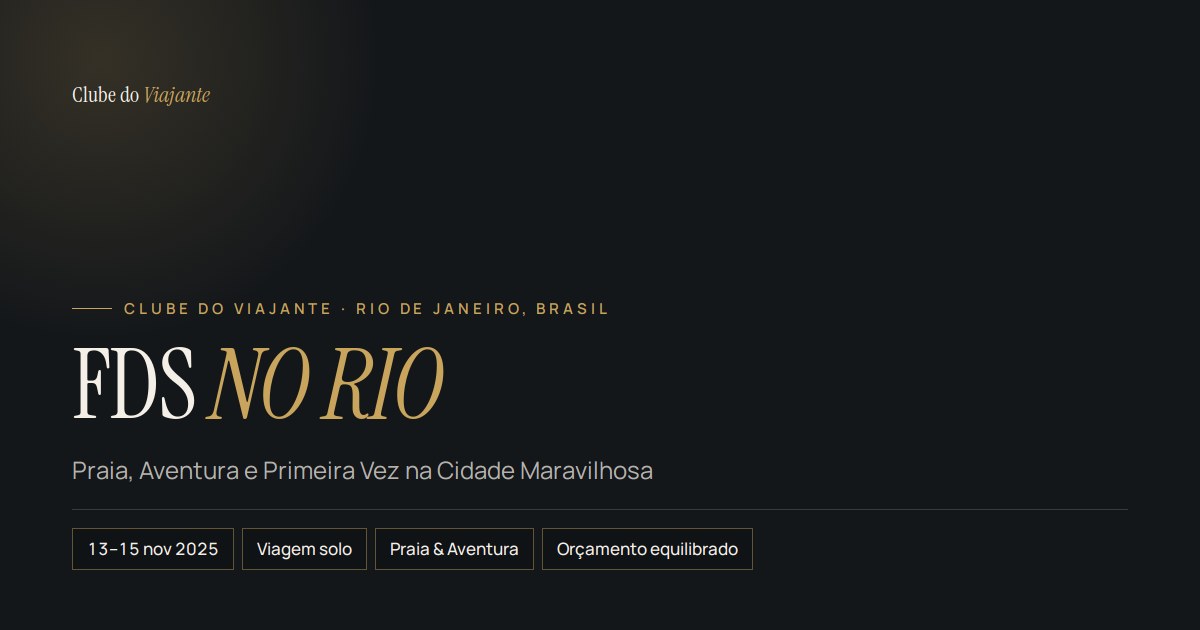 Clube do Viajante
CLUBE DO VIAJANTE · RIO DE JANEIRO, BRASIL
FDS NO RIO
Praia, Aventura e Primeira Vez na Cidade Maravilhosa
13–15 nov 2025
Viagem solo
Praia & Aventura
Orçamento equilibrado